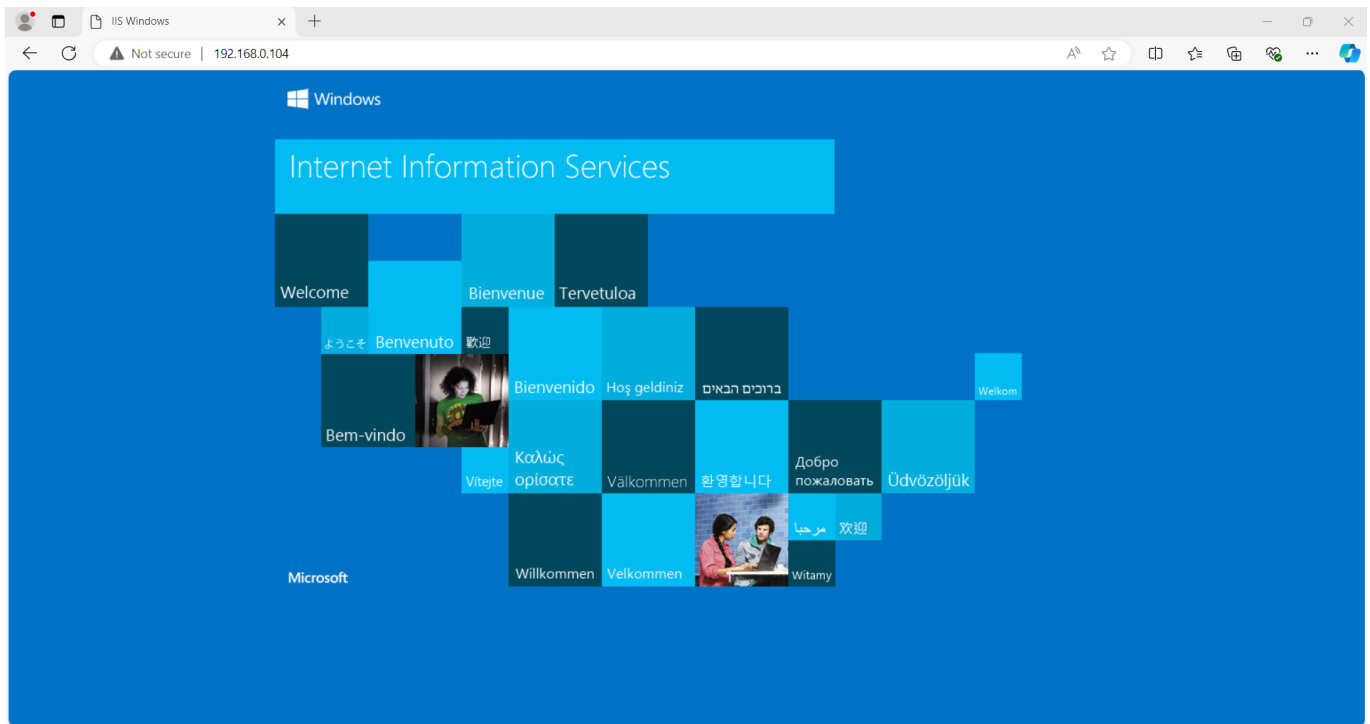 IIS Windows
Not secure | 192.168.0.104
Windows
Internet Information Services
Welcome
Bienvenue
Tervetuloa
ようこそ
Benvenuto
歡迎
Bienvenido
Hoş geldiniz
ברוכים הבאים
Welkom
Bem-vindo
Vítejte
Καλώς
ορίσατε
Välkommen
환영합니다
Добро
пожаловать
Üdvözöljük
مرحبا
欢迎
Microsoft
Willkommen
Velkommen
Witamy